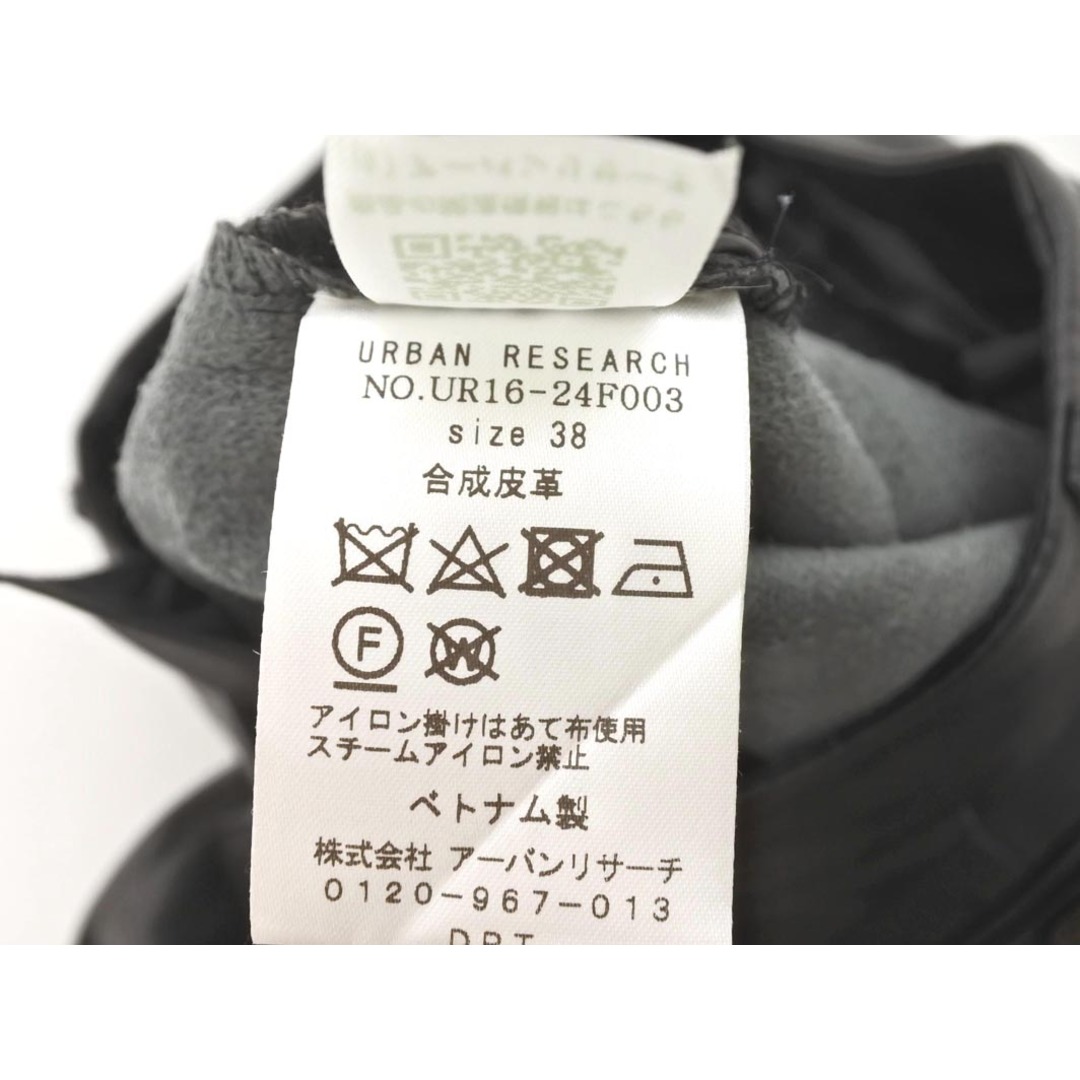 URBAN RESEARCH
NO.UR16-24F003
size 38
合成皮革
F W
アイロン掛けはあて布使用
スチームアイロン禁止
ベトナム製
株式会社 アーバンリサーチ
0120-967-013